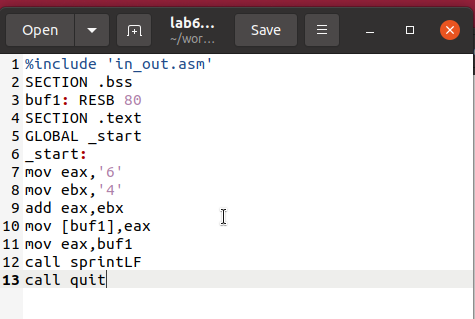 Open
lab6...
~/wor...
Save
1 %include 'in_out.asm'
2 SECTION .bss
3 buf1: RESB 80
4 SECTION .text
5 GLOBAL _start
6 _start:
7 mov eax,'6'
8 mov ebx,'4'
9 add eax,ebx
10 mov [buf1],eax
11 mov eax,buf1
12 call sprintLF
13 call quit